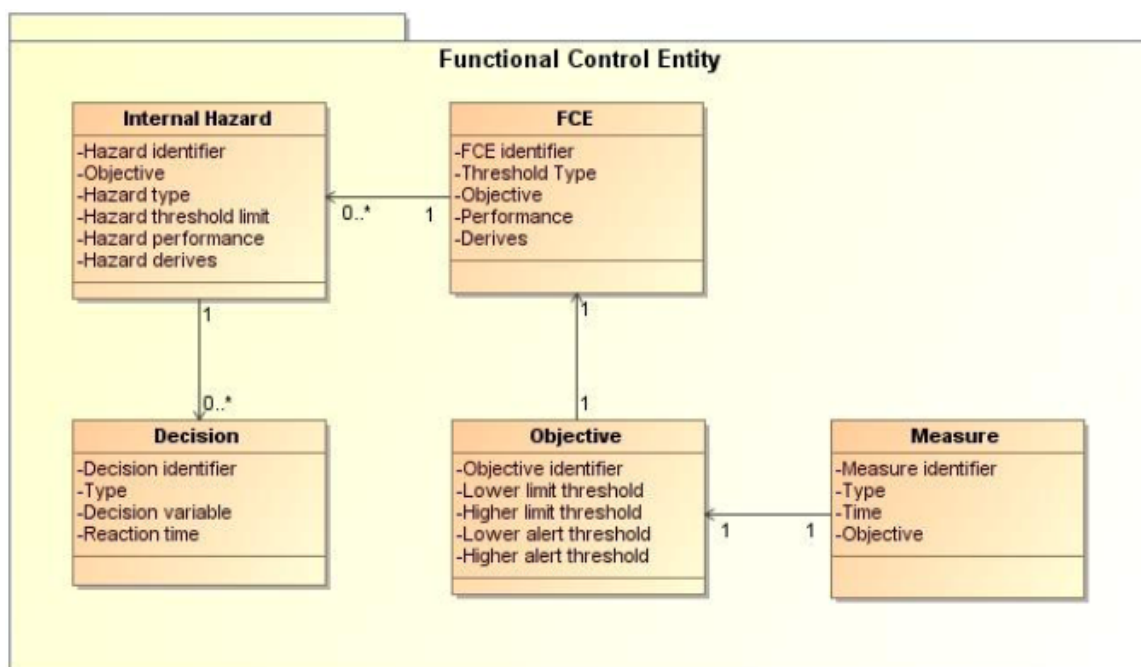 Functional Control Entity
Internal Hazard
-Hazard identifier
-Objective
-Hazard type
-Hazard threshold limit
-Hazard performance
-Hazard derives
FCE
-FCE identifier
-Threshold Type
-Objective
-Performance
-Derives
0..*
1
1
0..*
1
1
Decision
-Decision identifier
-Type
-Decision variable
-Reaction time
Objective
-Objective identifier
-Lower limit threshold
-Higher limit threshold
-Lower alert threshold
-Higher alert threshold
1
1
Measure
-Measure identifier
-Type
-Time
-Objective